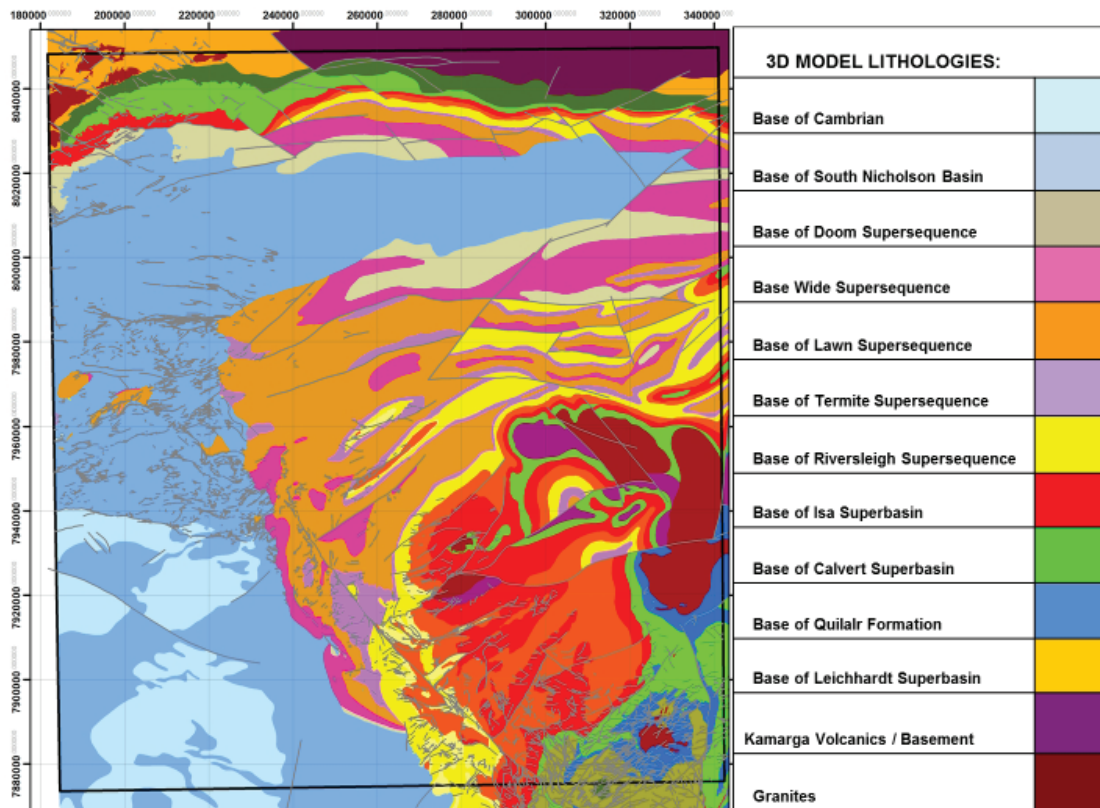 180000 200000 220000 240000 260000 280000 300000 320000 340000
3D MODEL LITHOLOGIES:
Base of Cambrian
Base of South Nicholson Basin
Base of Doom Supersequence
Base Wide Supersequence
Base of Lawn Supersequence
Base of Termite Supersequence
Base of Riversleigh Supersequence
Base of Isa Superbasin
Base of Calvert Superbasin
Base of Quilalr Formation
Base of Leichhardt Superbasin
Kamarga Volcanics / Basement
Granites
8040000
8020000
8000000
7980000
7960000
7940000
7920000
7900000
7880000